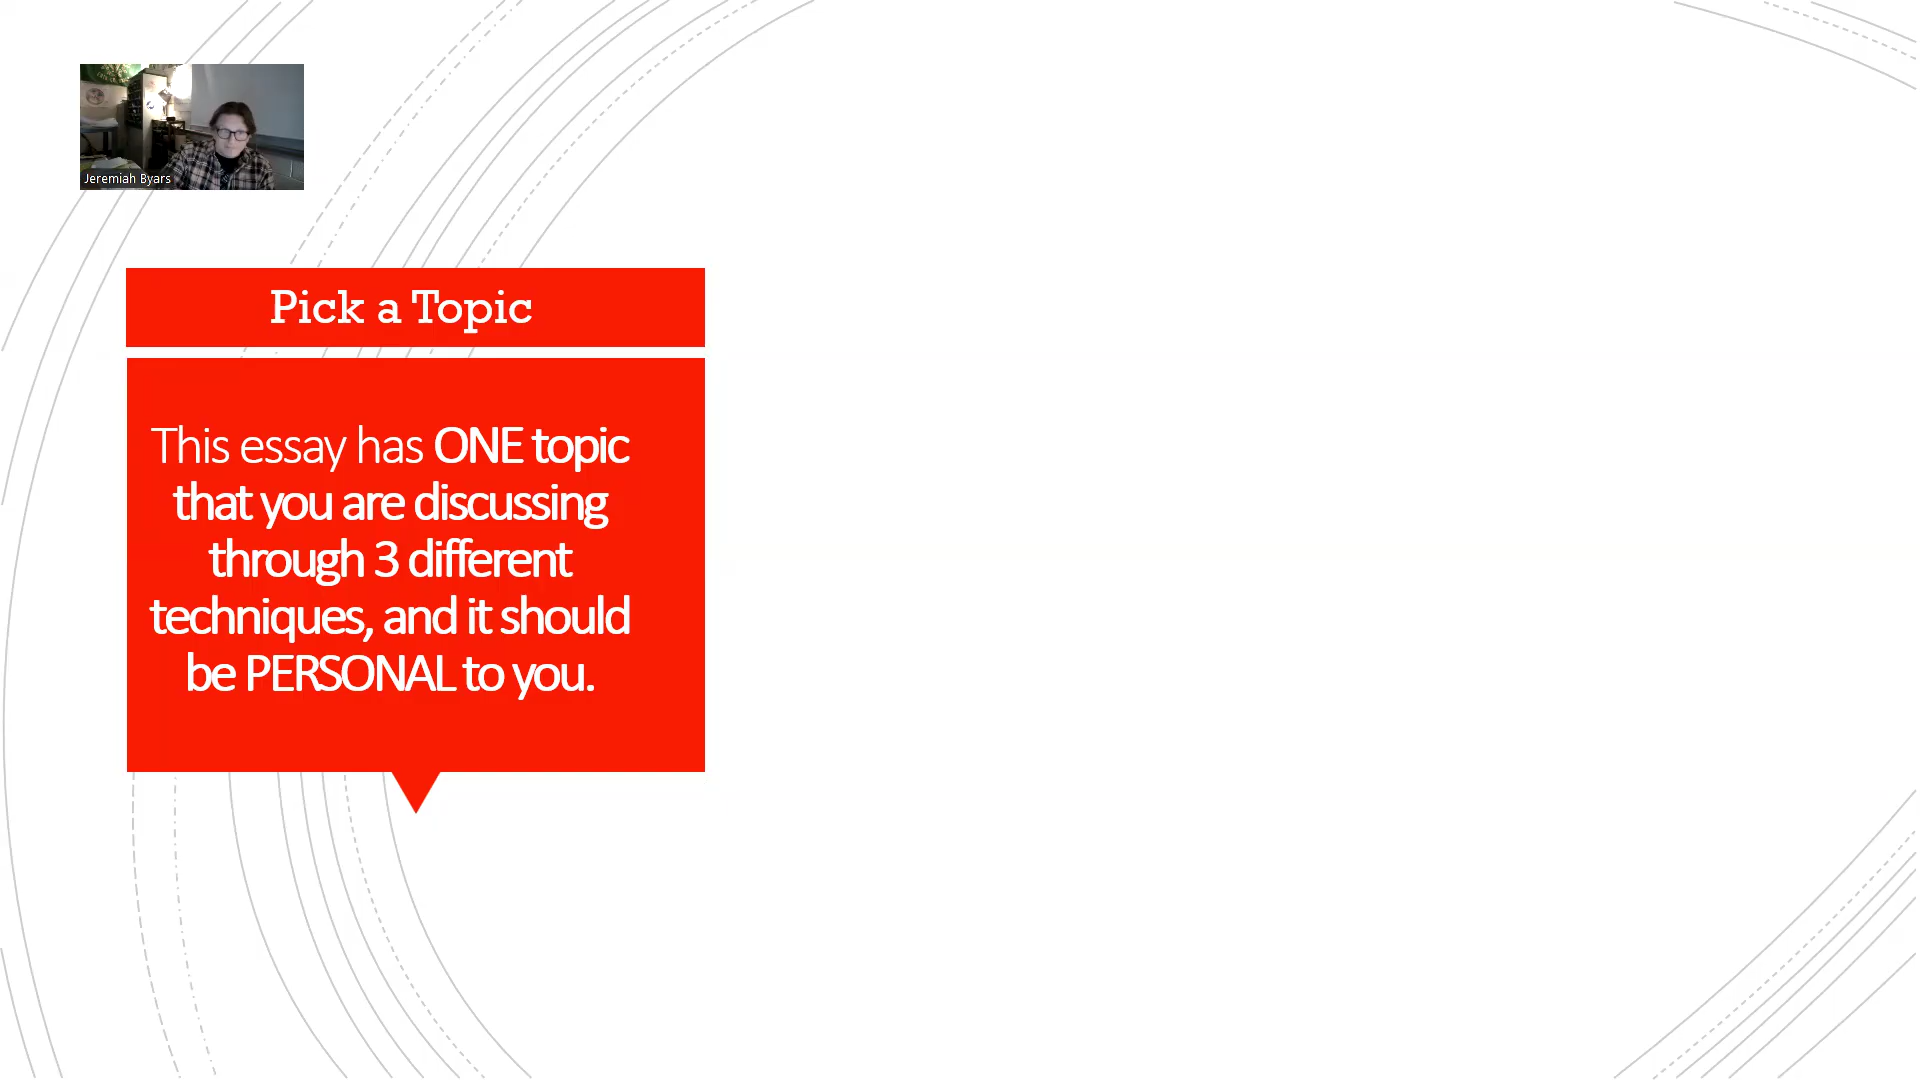 Jeremiah Byars
Pick a Topic
This essay has ONE topic
that you are discussing
through 3 different
techniques, and it should
be PERSONAL to you.